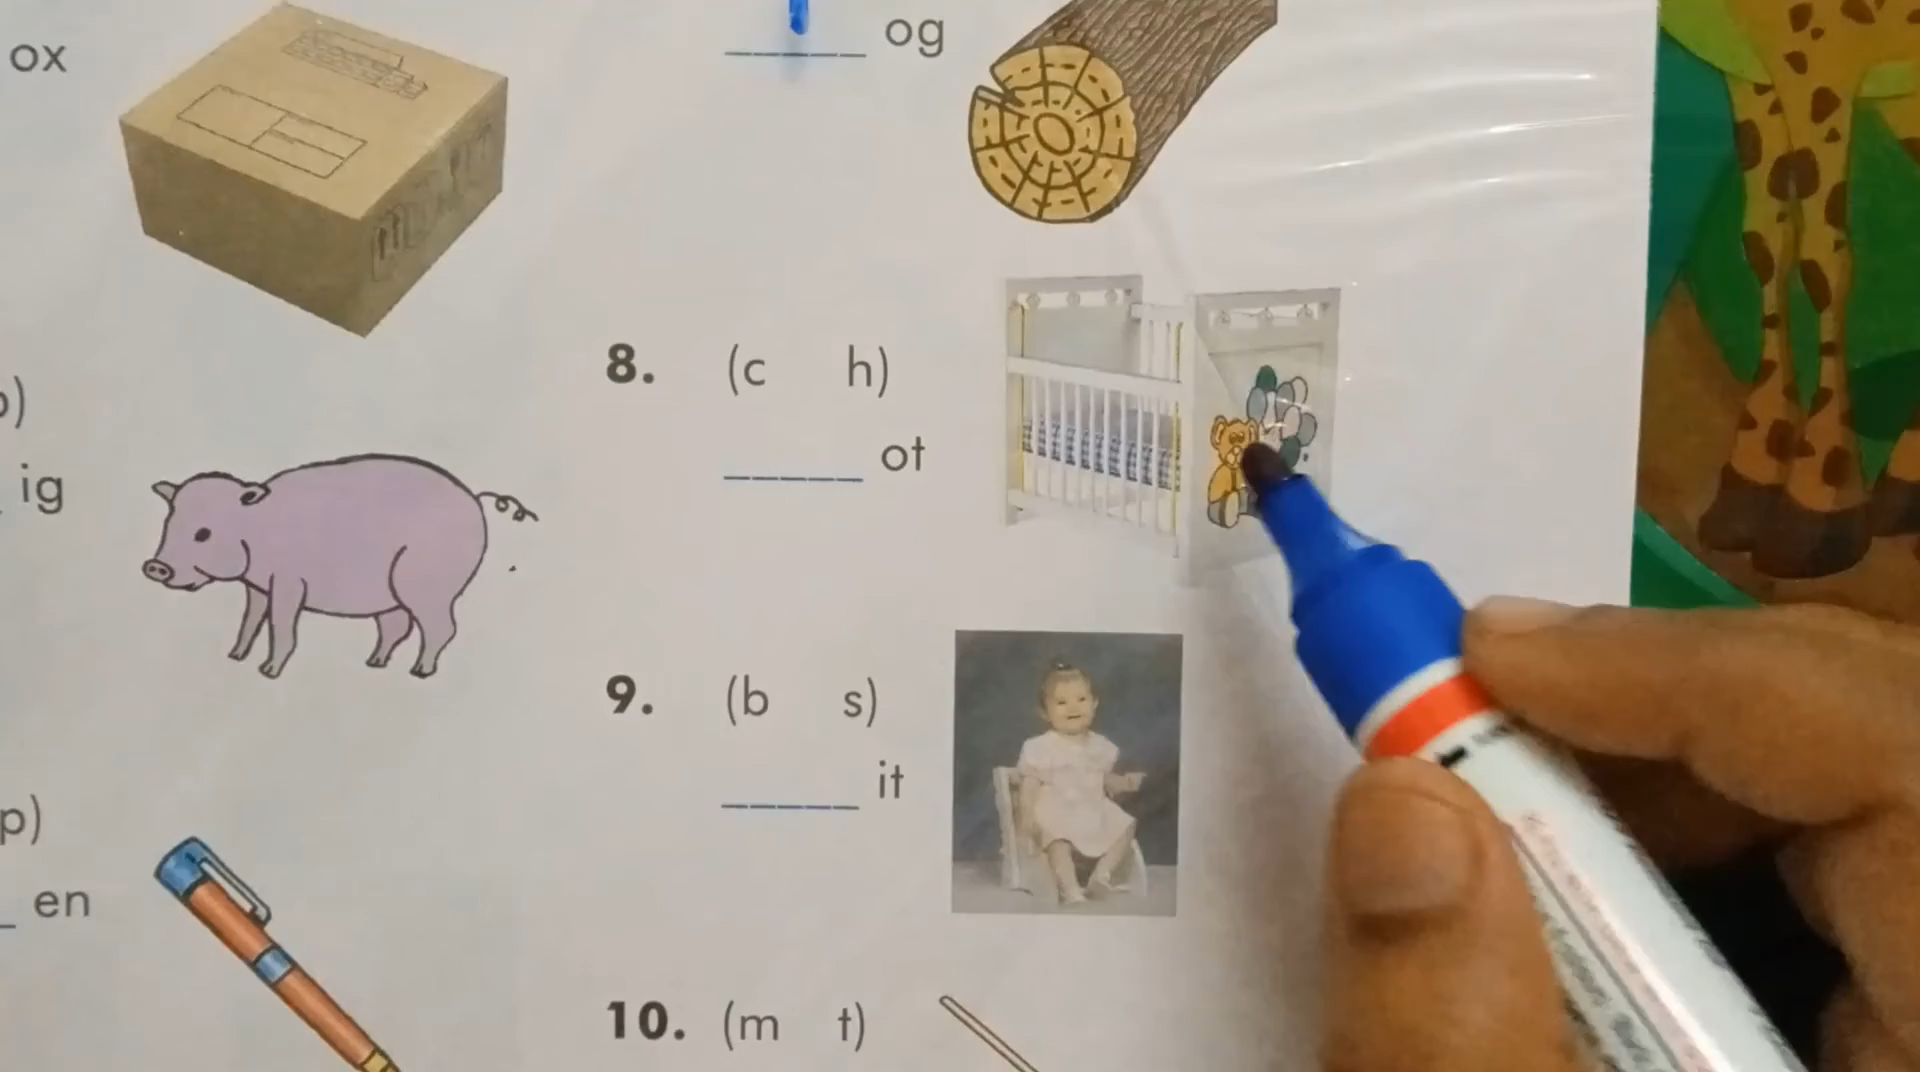 ox
ig
p)
en
og
8. (c h)
ot
9. (b s)
it
10. (m t)